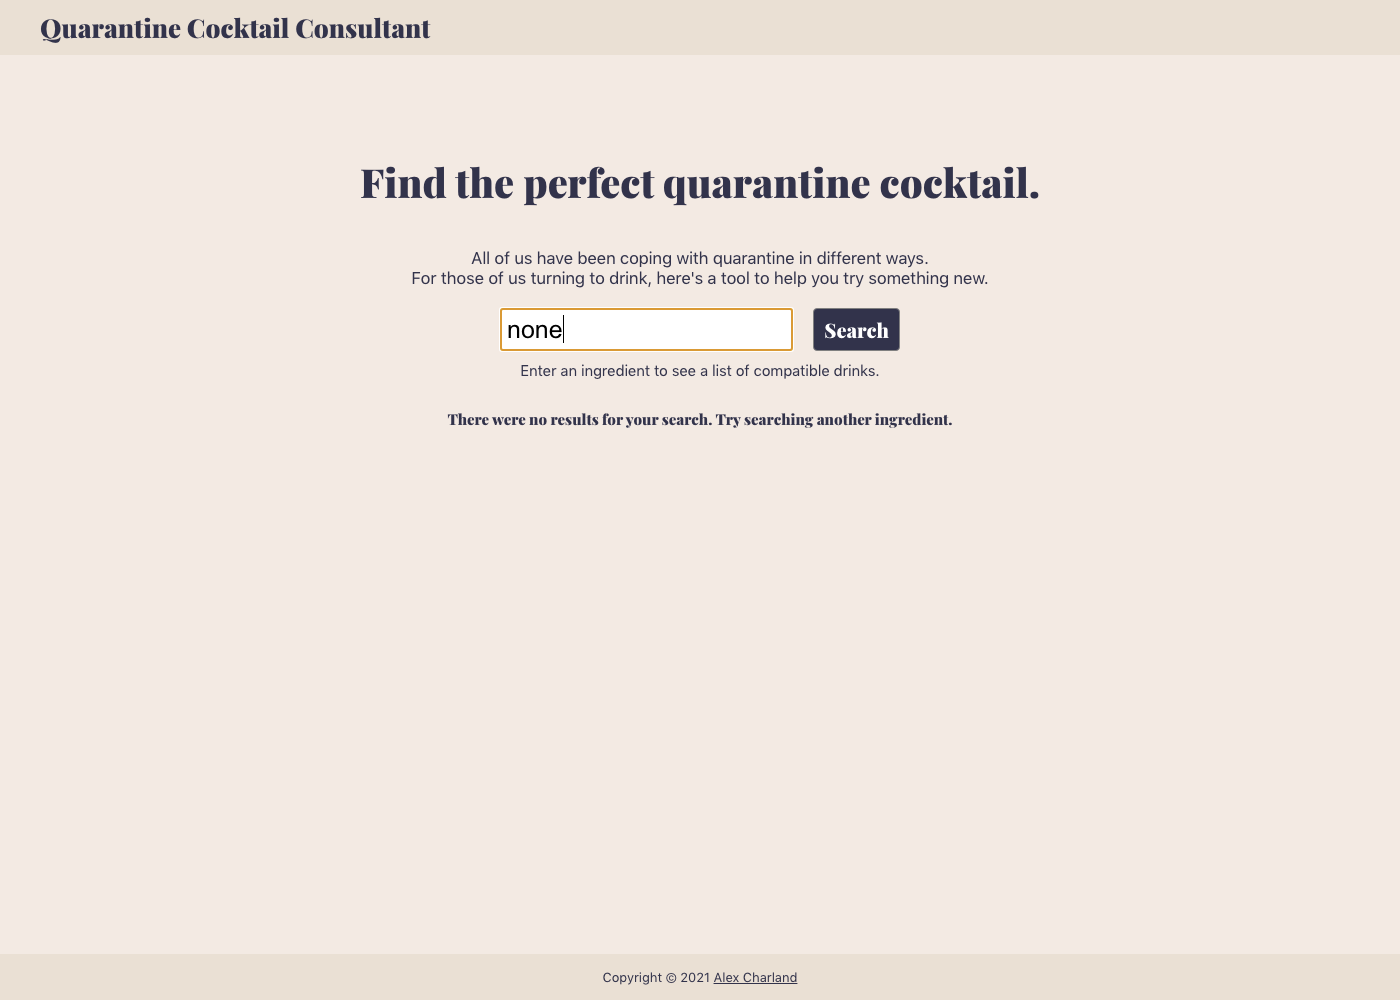 Quarantine Cocktail Consultant
Find the perfect quarantine cocktail.
All of us have been coping with quarantine in different ways.
For those of us turning to drink, here's a tool to help you try something new.
none
Search
Enter an ingredient to see a list of compatible drinks.
There were no results for your search. Try searching another ingredient.
Copyright © 2021 Alex Charland